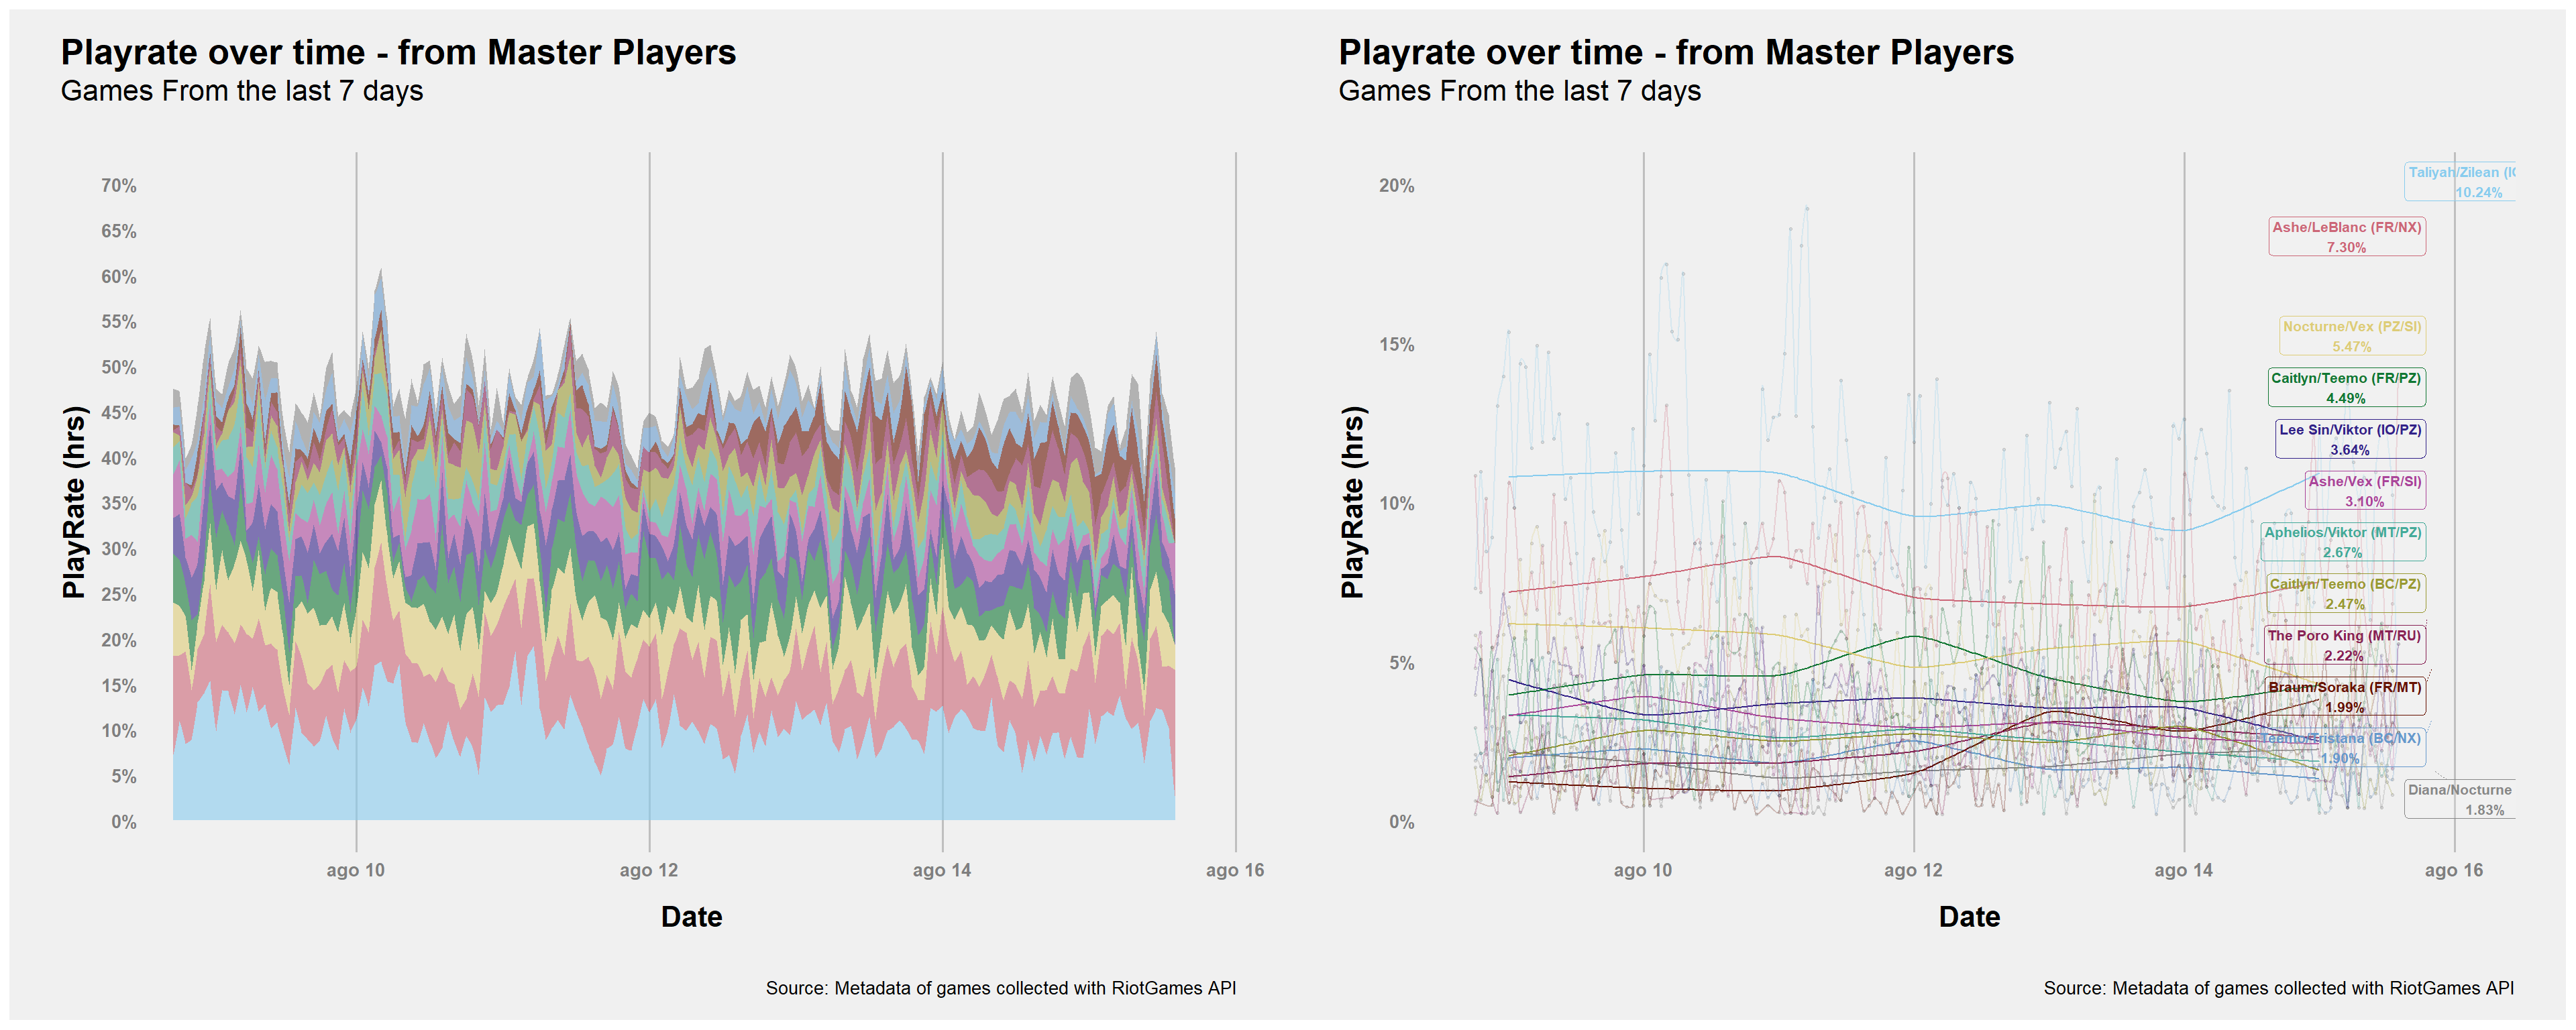 Playrate over time - from Master Players
Games From the last 7 days
PlayRate (hrs)
70%
65%
60%
55%
50%
45%
40%
35%
30%
25%
20%
15%
10%
5%
0%
ago 10
ago 12
ago 14
ago 16
Date
Source: Metadata of games collected with RiotGames API
Playrate over time - from Master Players
Games From the last 7 days
PlayRate (hrs)
20%
15%
10%
5%
0%
Taliyah/Zilean (IO
10.24%
Ashe/LeBlanc (FR/NX)
7.30%
Nocturne/Vex (PZ/SI)
5.47%
Caitlyn/Teemo (FR/PZ)
4.49%
Lee Sin/Viktor (IO/PZ)
3.64%
Ashe/Vex (FR/SI)
3.10%
Aphelios/Viktor (MT/PZ)
2.67%
Caitlyn/Teemo (BC/PZ)
2.47%
The Poro King (MT/RU)
2.22%
Braum/Soraka (FR/MT)
1.99%
Teemo/Tristana (BC/NX)
1.90%
Diana/Nocturne
1.83%
ago 10
ago 12
ago 14
ago 16
Date
Source: Metadata of games collected with RiotGames API